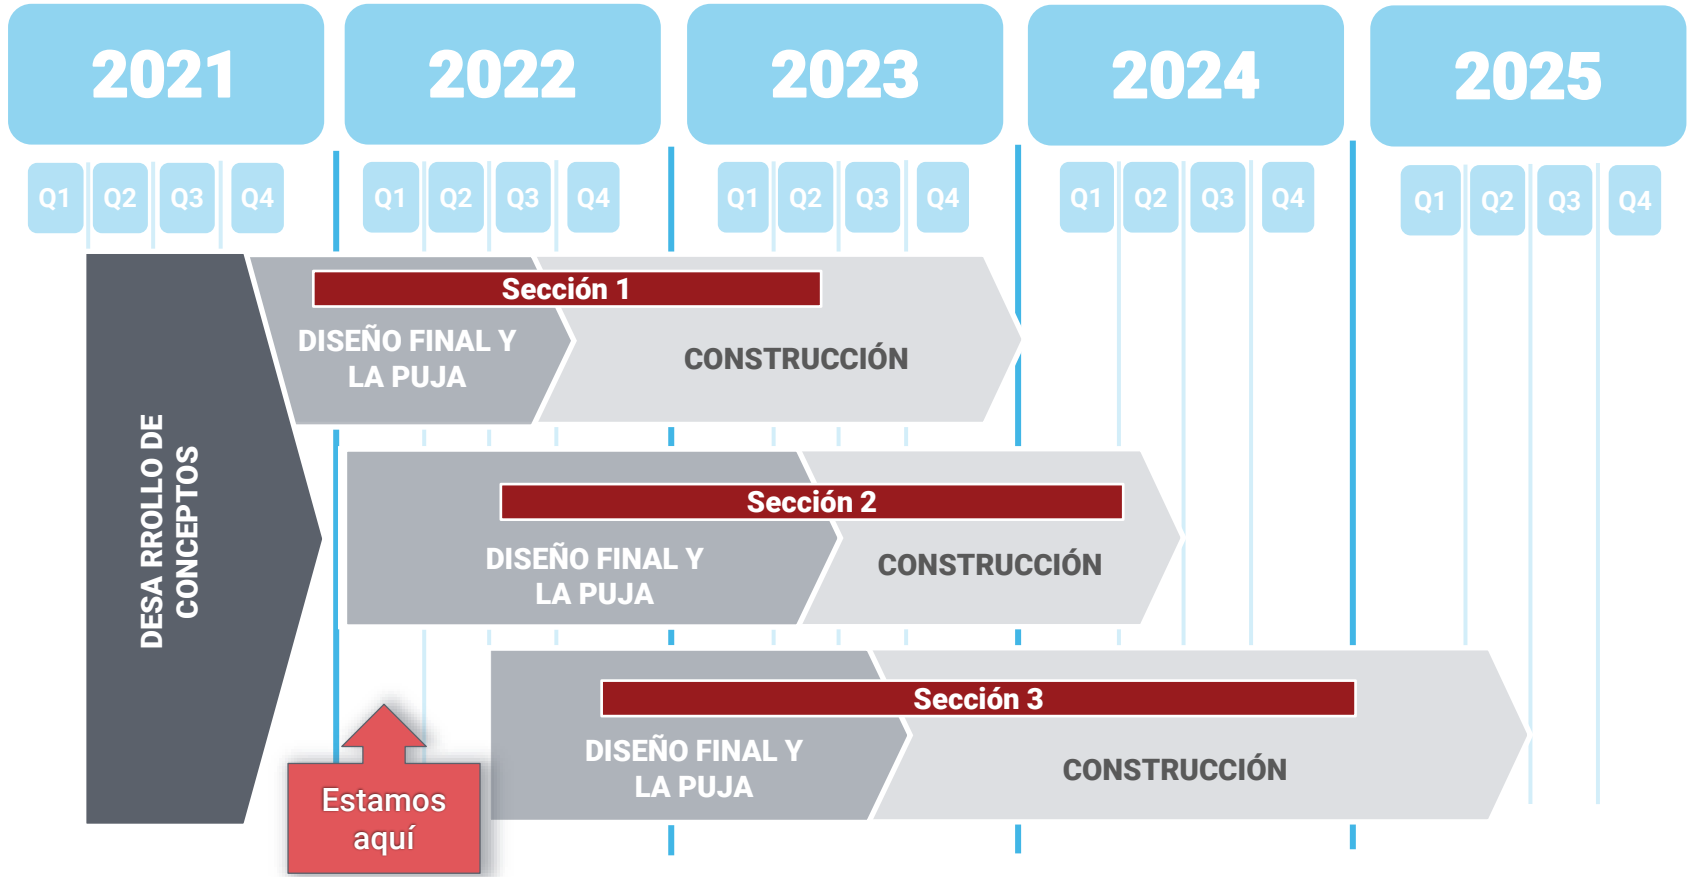 2021
2022
2023
2024
2025
Q1 Q2 Q3 Q4
Q1 Q2 Q3 Q4
Q1 Q2 Q3 Q4
Q1 Q2 Q3 Q4
Q1 Q2 Q3 Q4
DESA RROLLO DE
CONCEPTOS
Sección 1
DISEÑO FINAL Y
LA PUJA
CONSTRUCCIÓN
Sección 2
DISEÑO FINAL Y
LA PUJA
CONSTRUCCIÓN
Sección 3
DISEÑO FINAL Y
LA PUJA
CONSTRUCCIÓN
Estamos
aquí